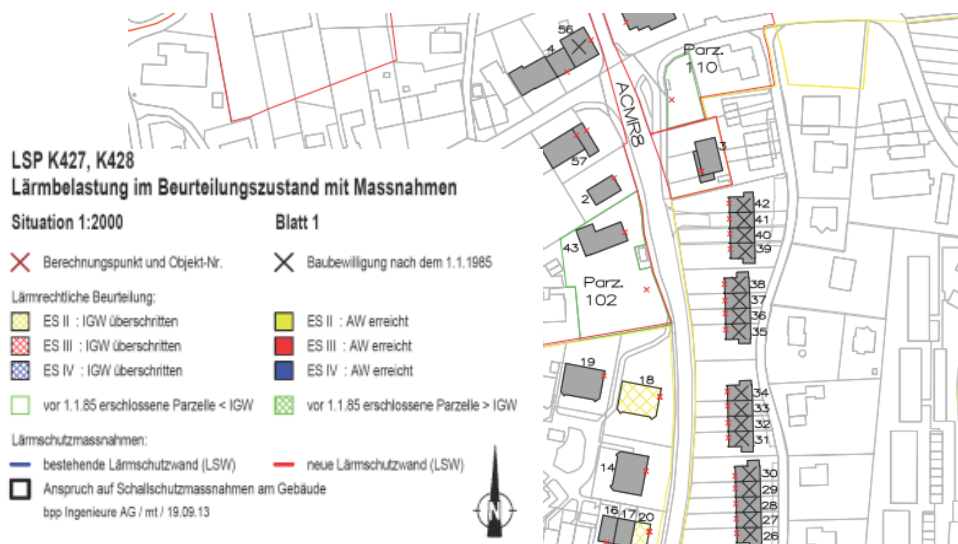 LSP K427, K428
Lärmbelastung im Beurteilungszustand mit Massnahmen
Situation 1:2000 Blatt 1
Berechnungspunkt und Objekt-Nr. Baubewilligung nach dem 1.1.1985
Lärmrechtliche Beurteilung:
ES II : IGW überschritten ES II : AW erreicht
ES III : IGW überschritten ES III : AW erreicht
ES IV : IGW überschritten ES IV : AW erreicht
vor 1.1.85 erschlossene Parzelle < IGW vor 1.1.85 erschlossene Parzelle > IGW
Lärmschutzmassnahmen:
bestehende Lärmschutzwand (LSW) neue Lärmschutzwand (LSW)
Anspruch auf Schallschutzmassnahmen am Gebäude
bpp Ingenieure AG / mt / 19.09.13
N
56
4
Parz.
110
ACMR8
57
3
2
42
41
40
39
43
Parz.
102
38
37
36
35
19
18
34
33
32
31
14
30
29
28
27
26
16
17
20